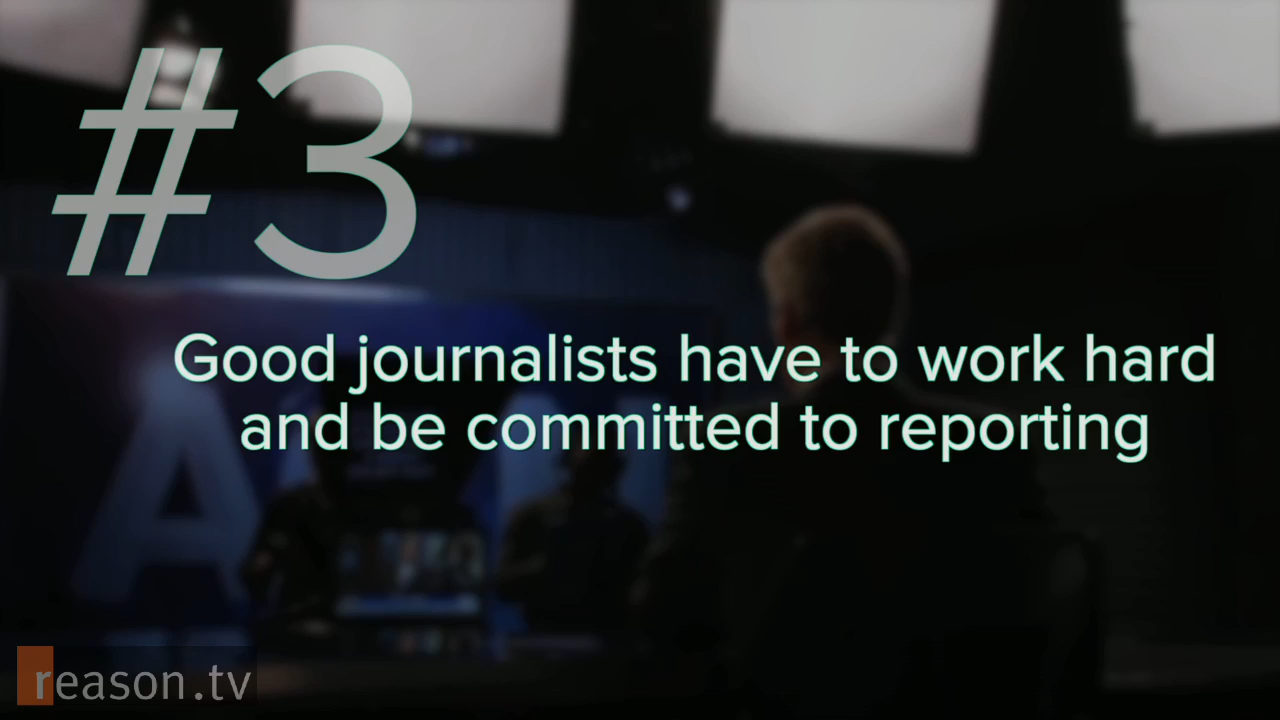 #3
Good journalists have to work hard
and be committed to reporting
A
reason.tv